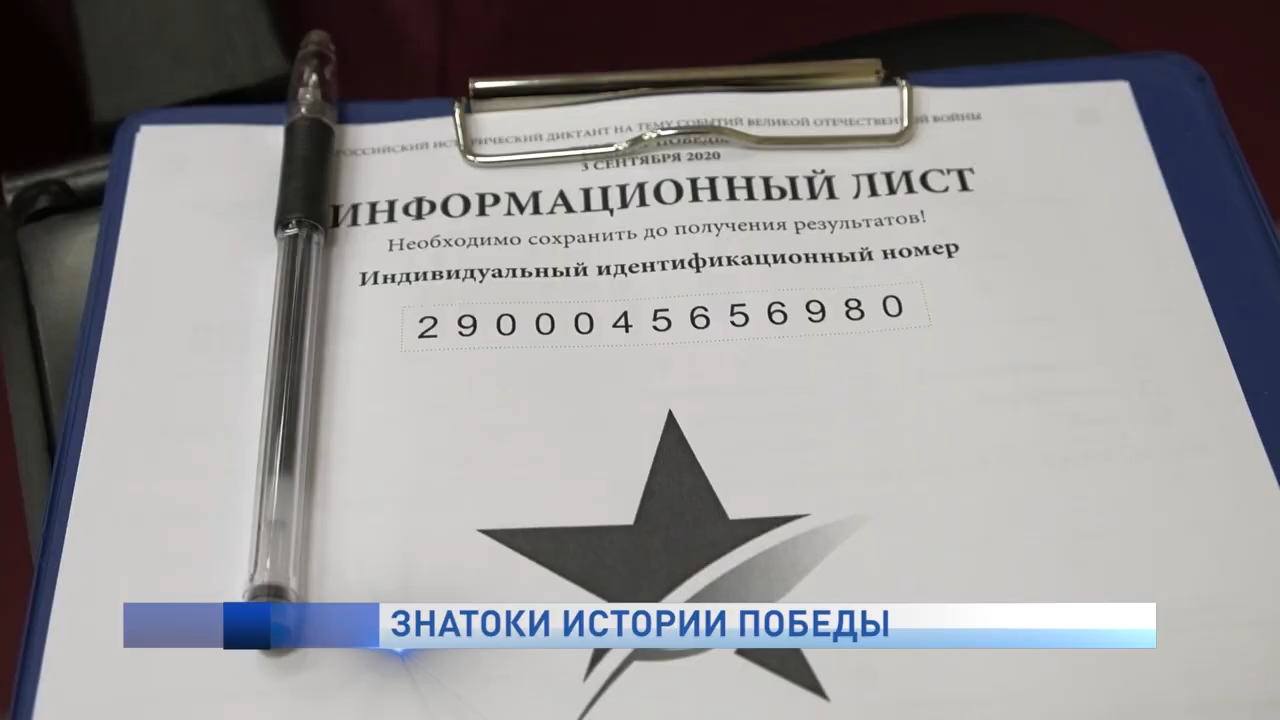 РОССИЙСКИЙ ИСТОРИЧЕСКИЙ ДИКТАНТ НА ТЕМУ СОБЫТИЙ ВЕЛИКОЙ ОТЕЧЕСТВЕННОЙ ВОЙНЫ
3 СЕНТЯБРЯ 2020
ИНФОРМАЦИОННЫЙ ЛИСТ
Необходимо сохранить до получения результатов!
Индивидуальный идентификационный номер
2900045656980
ЗНАТОКИ ИСТОРИИ ПОБЕДЫ